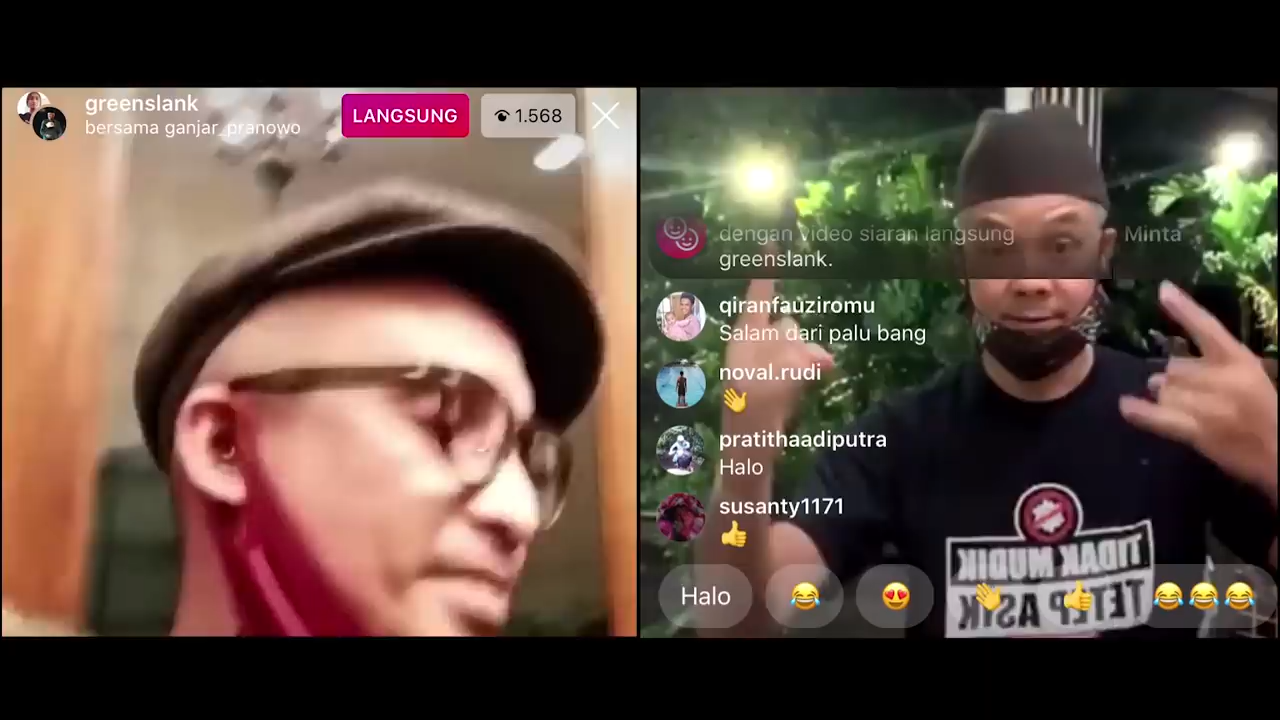 greenslank
bersama ganjar_pranowo
LANGSUNG
1.568
dengan video siaran langsung
greenslank.
Minta
qiranfauziromu
Salam dari palu bang
noval.rudi
👋
pratithaadiputra
Halo
susanty1171
👍
Halo 😂 😍 👋 👍 😂😂😂
TIDAK MUDIK
TETEP ASIK